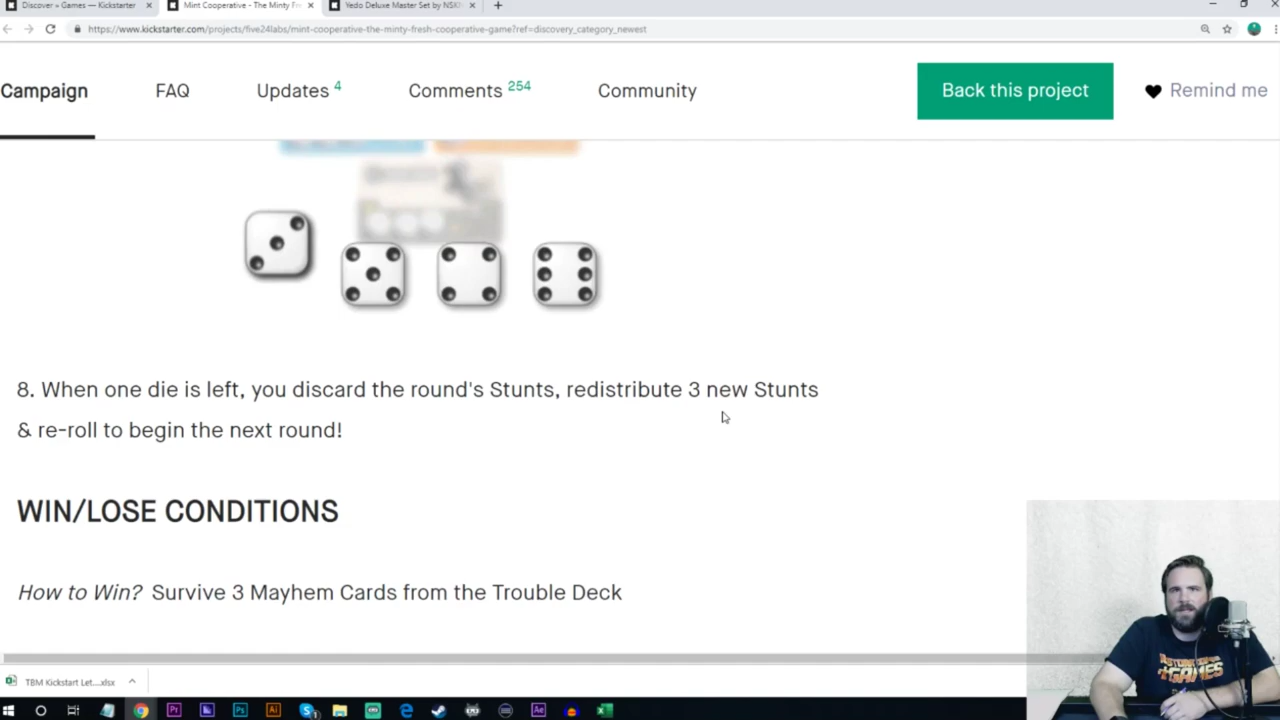 Discover » Games — Kickstarter
Mint Cooperative - The Minty Fr
Yedo Deluxe Master Set by NSK
https://www.kickstarter.com/projects/five24labs/mint-cooperative-the-minty-fresh-cooperative-game?ref=discovery_category_newest
Campaign FAQ Updates 4 Comments 254 Community Back this project Remind me
8. When one die is left, you discard the round's Stunts, redistribute 3 new Stunts
& re-roll to begin the next round!
WIN/LOSE CONDITIONS
How to Win? Survive 3 Mayhem Cards from the Trouble Deck
GAMES
TBM Kickstart Let....xlsx